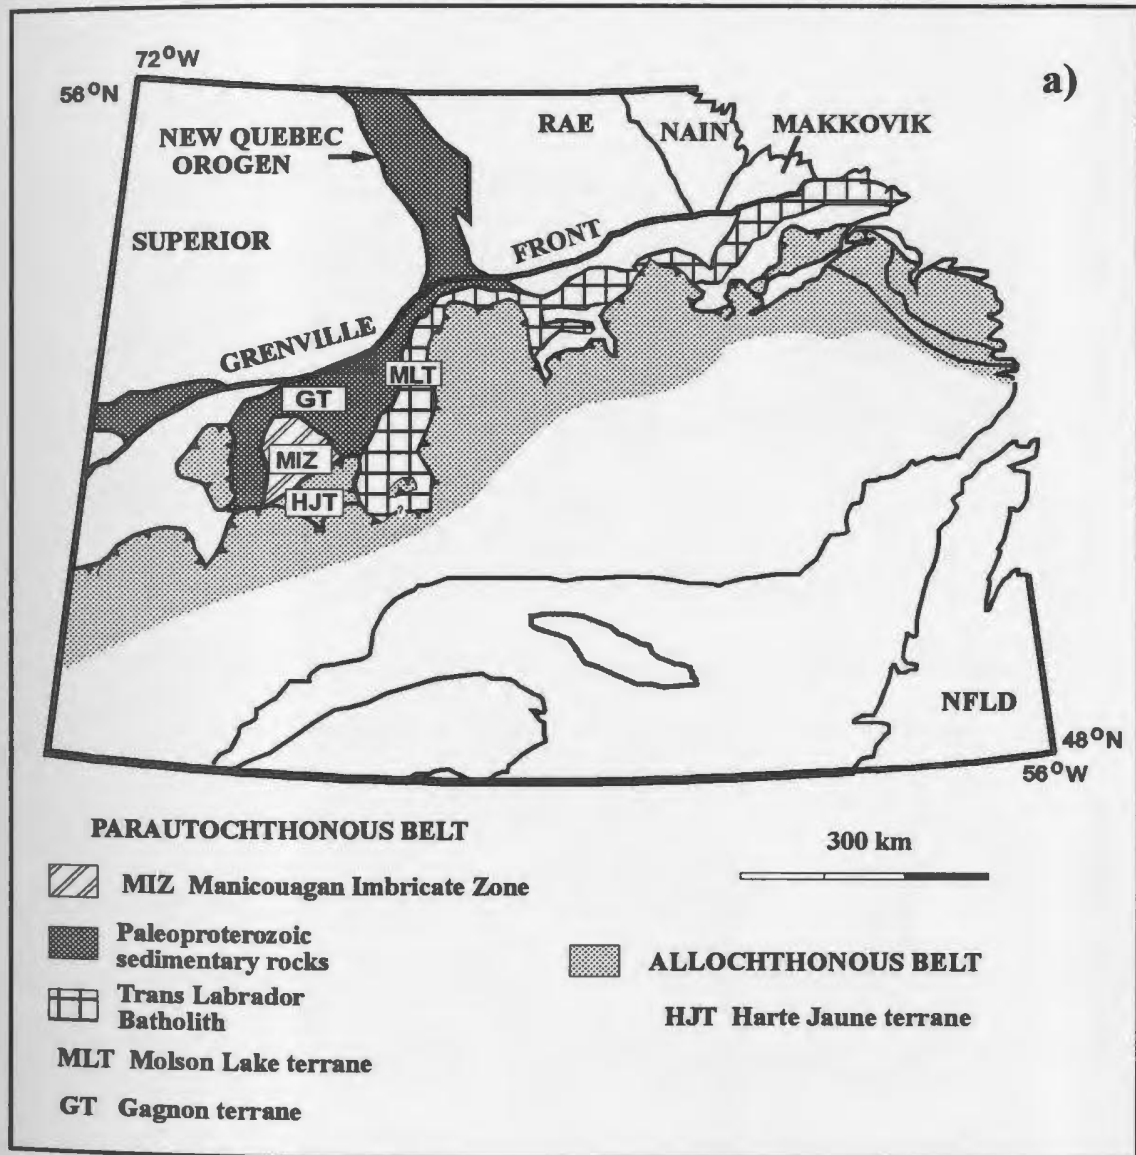 a)
72°W
56°N
NEW QUEBEC
OROGEN
RAE
NAIN
MAKKOVIK
SUPERIOR
FRONT
GRENVILLE
MLT
GT
MIZ
HJT
NFLD
48°N
56°W
PARAUTOCHTHONOUS BELT
MIZ Manicouagan Imbricate Zone
Paleoproterozoic
sedimentary rocks
Trans Labrador
Batholith
MLT Molson Lake terrane
GT Gagnon terrane
300 km
ALLOCHTHONOUS BELT
HJT Harte Jaune terrane